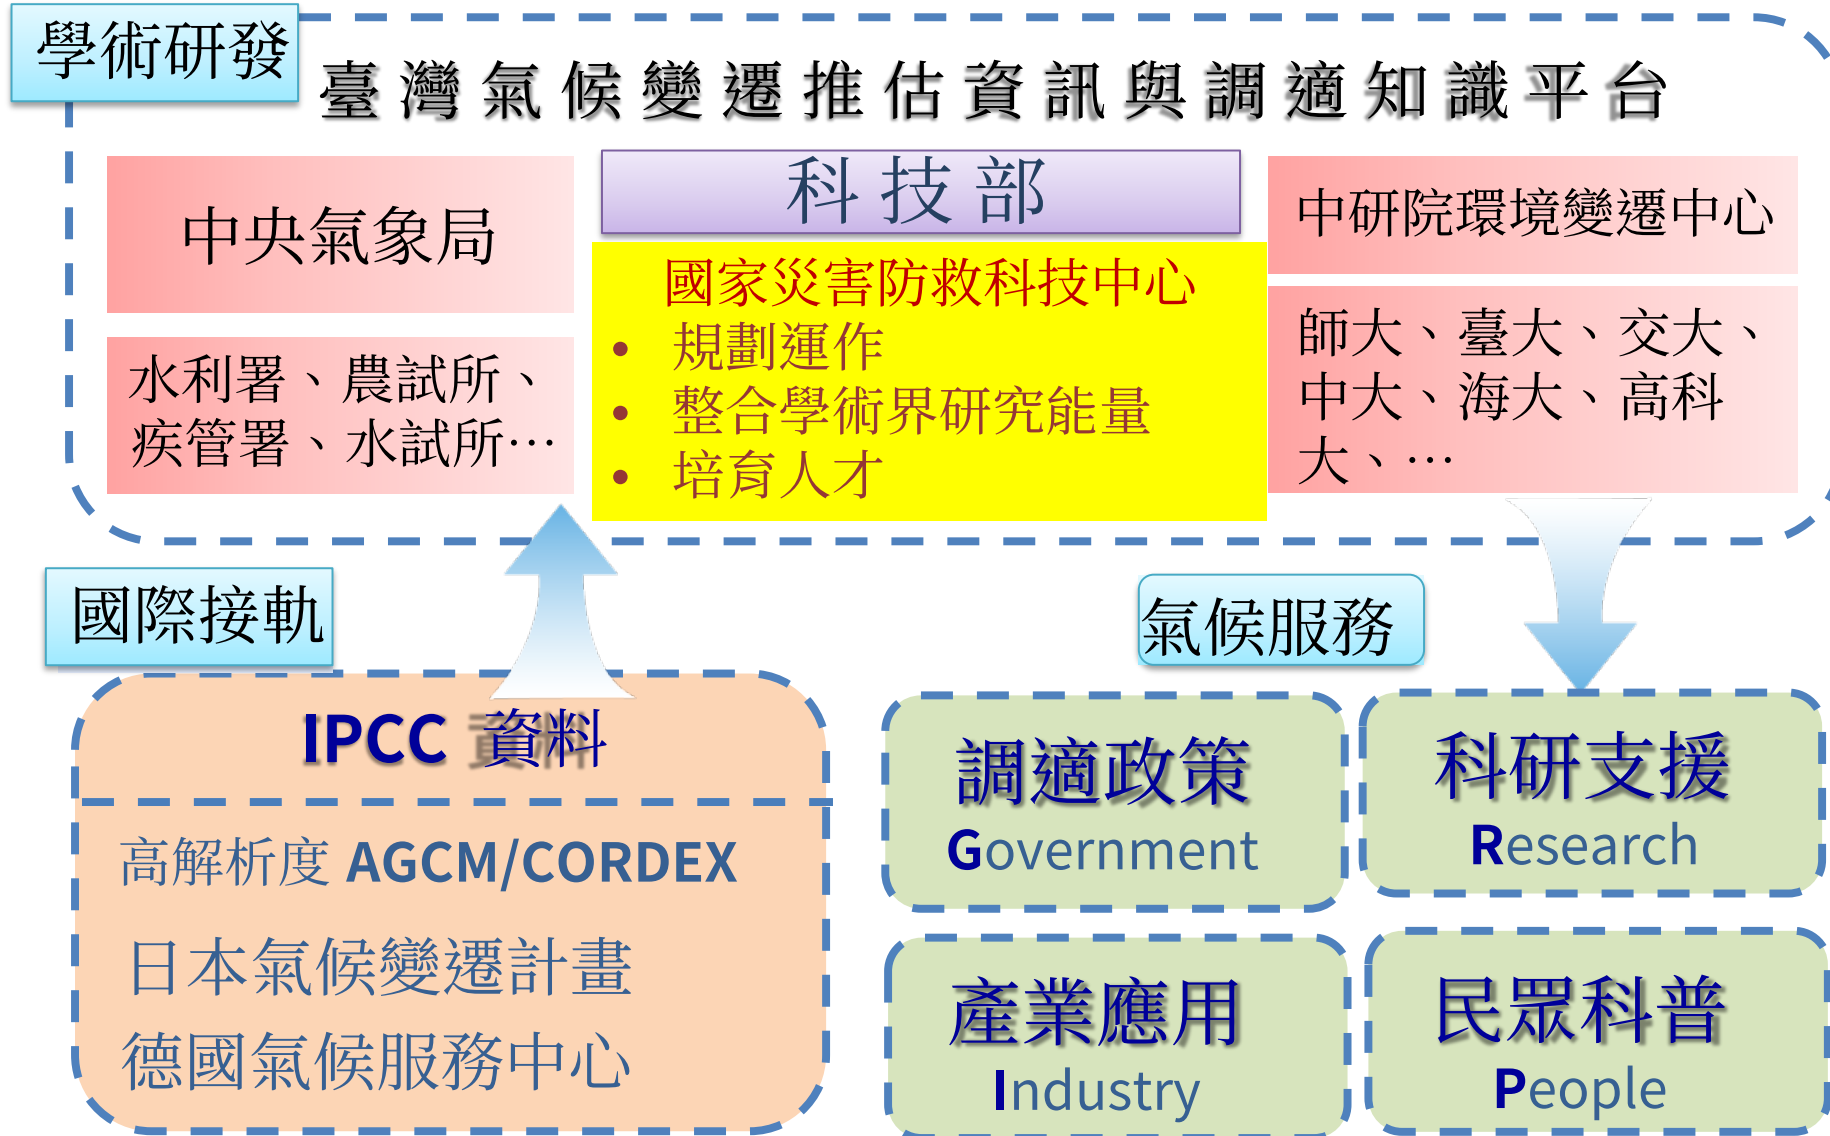 學術研發
臺灣氣候變遷推估資訊與調適知識平台
中央氣象局
水利署、農試所、
疾管署、水試所…
科技部
國家災害防救科技中心
• 規劃運作
• 整合學術界研究能量
• 培育人才
中研院環境變遷中心
師大、臺大、交大、
中大、海大、高科
大、…
國際接軌
IPCC 資料
高解析度 AGCM/CORDEX
日本氣候變遷計畫
德國氣候服務中心
氣候服務
調適政策
Government
科研支援
Research
產業應用
Industry
民眾科普
People